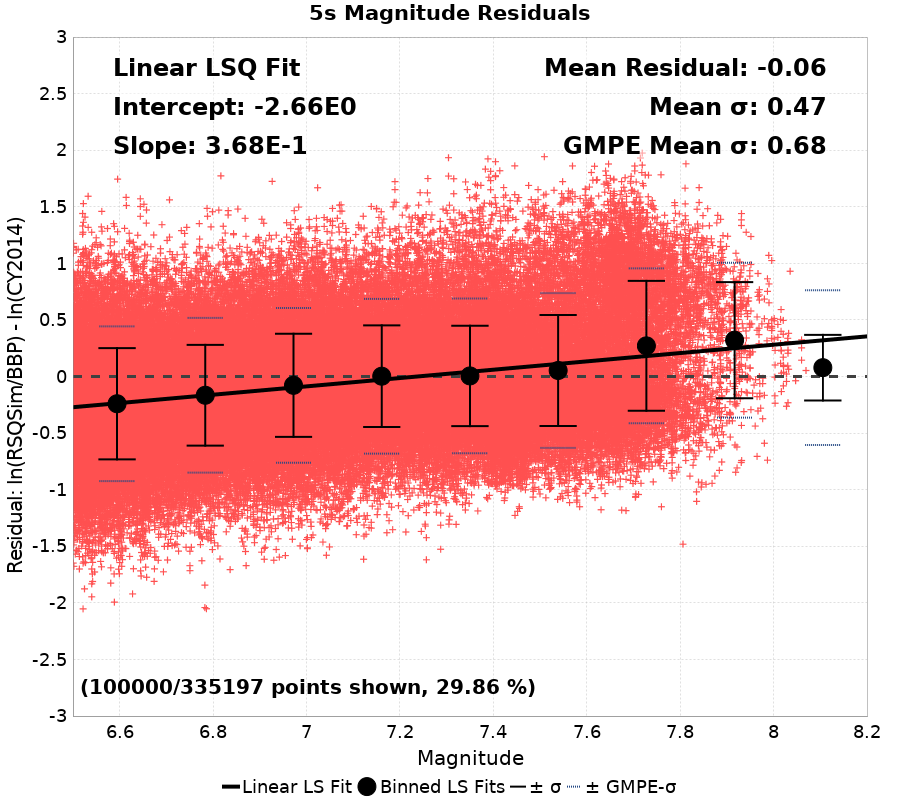 5s Magnitude Residuals
Linear LSQ Fit
Intercept: -2.66E0
Slope: 3.68E-1
Mean Residual: -0.06
Mean σ: 0.47
GMPE Mean σ: 0.68
3
2.5
2
1.5
1
0.5
0
-0.5
-1
-1.5
-2
-2.5
-3
Residual: ln(RSQSim/BBP) - ln(CY2014)
(100000/335197 points shown, 29.86 %)
6.6 6.8 7 7.2 7.4 7.6 7.8 8 8.2
Magnitude
Linear LS Fit Binned LS Fits ± σ ± GMPE-σ